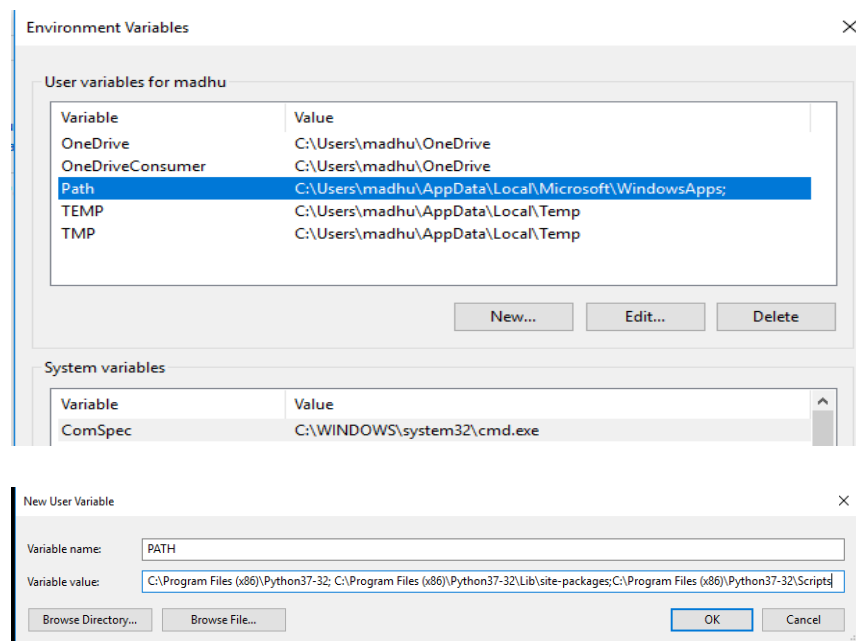 Environment Variables
User variables for madhu
Variable Value
OneDrive C:\Users\madhu\OneDrive
OneDriveConsumer C:\Users\madhu\OneDrive
Path C:\Users\madhu\AppData\Local\Microsoft\WindowsApps;
TEMP C:\Users\madhu\AppData\Local\Temp
TMP C:\Users\madhu\AppData\Local\Temp
New... Edit... Delete
System variables
Variable Value
ComSpec C:\WINDOWS\system32\cmd.exe
New User Variable
Variable name: PATH
Variable value: C:\Program Files (x86)\Python37-32; C:\Program Files (x86)\Python37-32\Lib\site-packages;C:\Program Files (x86)\Python37-32\Scripts
Browse Directory... Browse File... OK Cancel